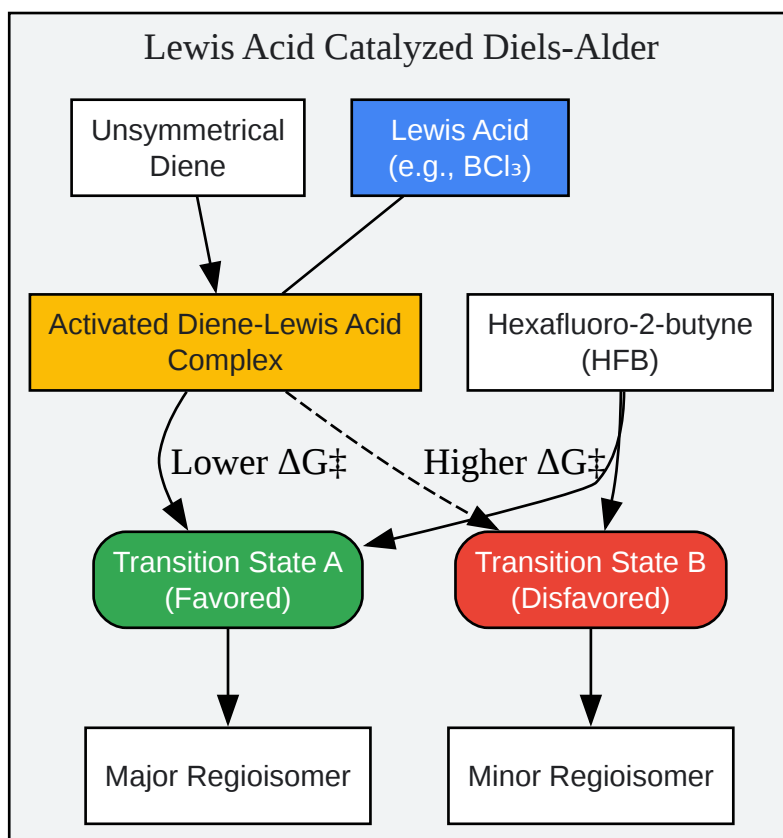 Lewis Acid Catalyzed Diels-Alder
Unsymmetrical
Diene
Lewis Acid
(e.g., BCl₃)
Activated Diene-Lewis Acid
Complex
Hexafluoro-2-butyne
(HFB)
Lower ΔG‡
Higher ΔG‡
Transition State A
(Favored)
Transition State B
(Disfavored)
Major Regioisomer
Minor Regioisomer